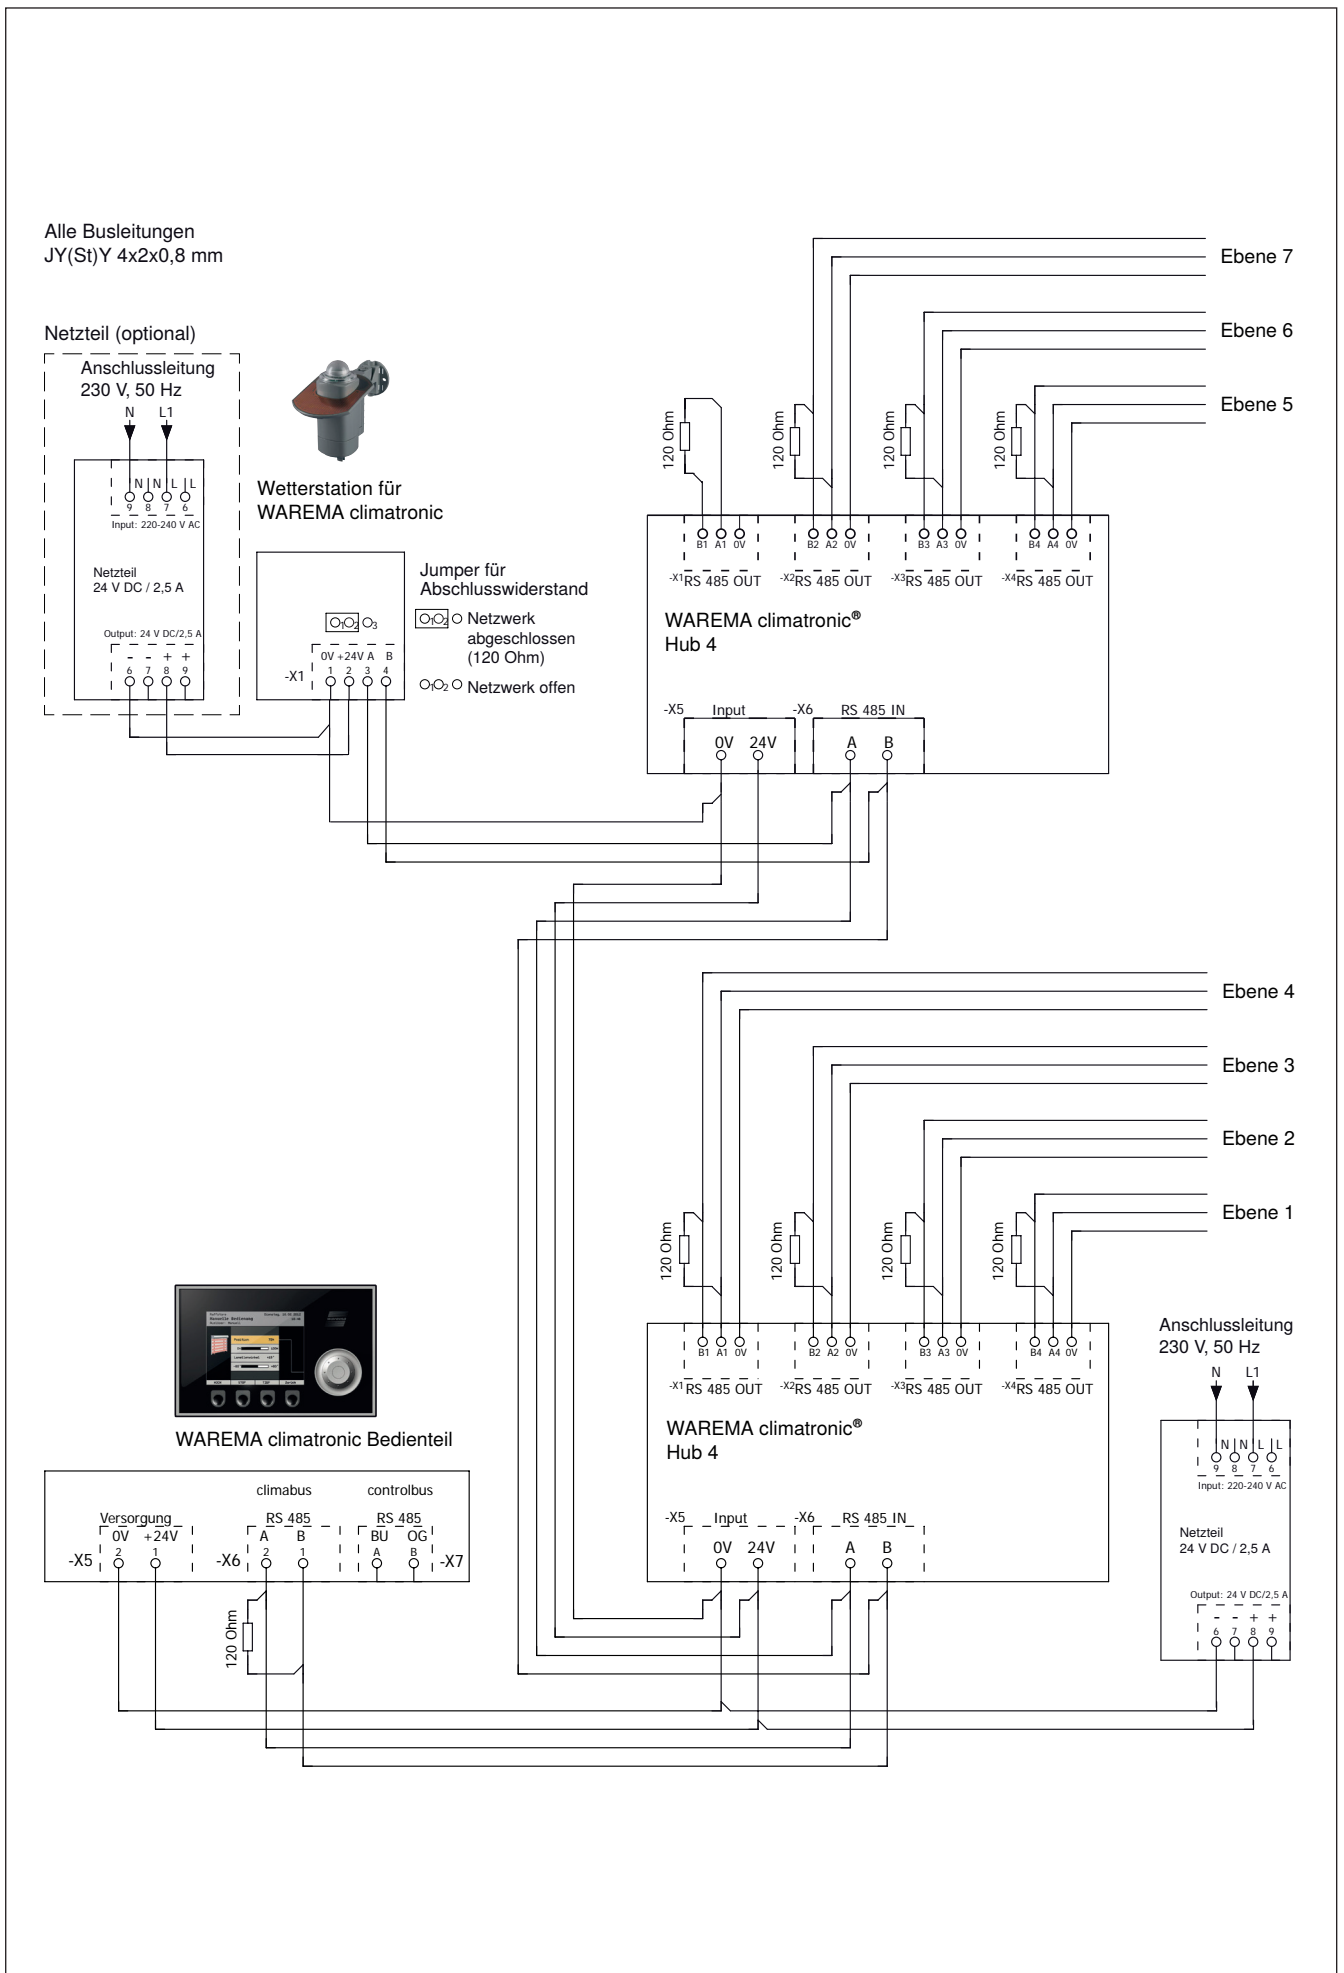 Alle Busleitungen
JY(St)Y 4x2x0,8 mm
Netzteil (optional)
Anschlussleitung
230 V, 50 Hz
N L1
N N L L
9 8 7 6
Input: 220-240 V AC
Netzteil
24 V DC / 2,5 A
Output: 24 V DC/2,5 A
- - + +
6 7 8 9
Wetterstation für
WAREMA climatronic
1 2 3
0V +24V A B
-X1 1 2 3 4
Jumper für
Abschlusswiderstand
1 2 Netzwerk
abgeschlossen
(120 Ohm)
1 2 Netzwerk offen
Ebene 7
Ebene 6
Ebene 5
120 Ohm
120 Ohm
120 Ohm
120 Ohm
B1 A1 0V B2 A2 0V B3 A3 0V B4 A4 0V
-X1 RS 485 OUT -X2 RS 485 OUT -X3 RS 485 OUT -X4 RS 485 OUT
WAREMA climatronic®
Hub 4
-X5 Input -X6 RS 485 IN
0V 24V A B
Ebene 4
Ebene 3
Ebene 2
Ebene 1
120 Ohm
120 Ohm
120 Ohm
120 Ohm
B1 A1 0V B2 A2 0V B3 A3 0V B4 A4 0V
-X1 RS 485 OUT -X2 RS 485 OUT -X3 RS 485 OUT -X4 RS 485 OUT
WAREMA climatronic®
Hub 4
-X5 Input -X6 RS 485 IN
0V 24V A B
Anschlussleitung
230 V, 50 Hz
N L1
N N L L
9 8 7 6
Input: 220-240 V AC
Netzteil
24 V DC / 2,5 A
Output: 24 V DC/2,5 A
- - + +
6 7 8 9
Manuelle Bedienung
Position
WAREMA climatronic Bedienteil
climabus controlbus
Versorgung RS 485 RS 485
0V +24V A B BU OG
-X5 2 1 -X6 2 1 A B -X7
120 Ohm